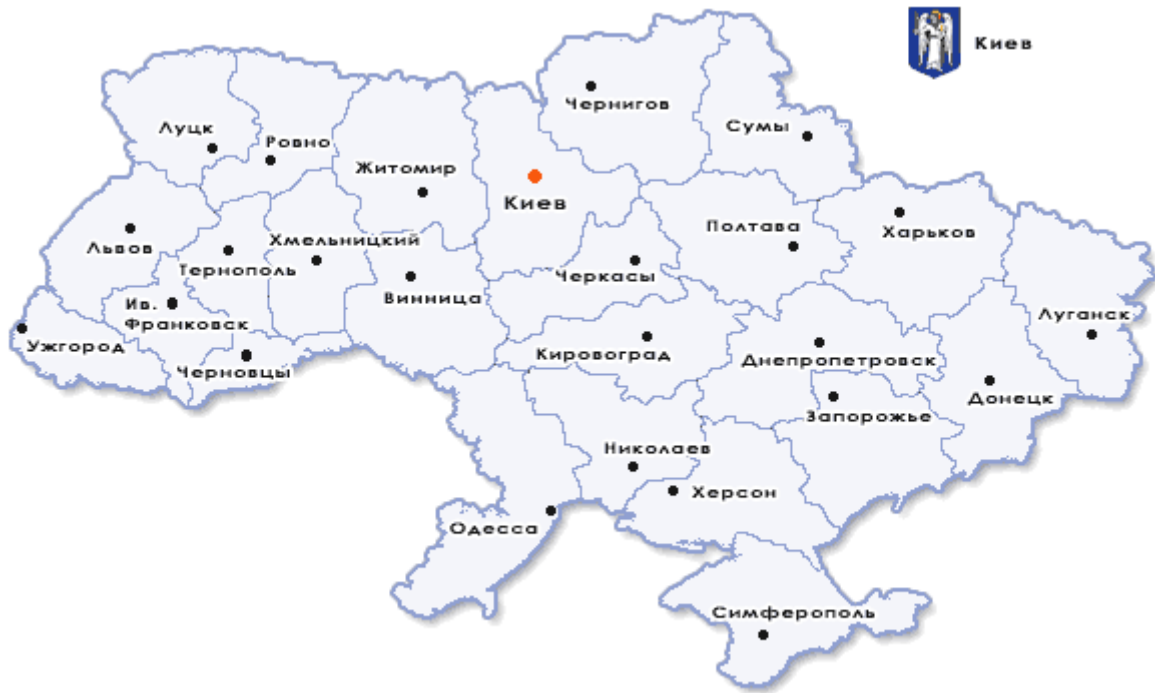 Киев
Чернигов
Сумы
Луцк
Ровно
Житомир
Киев
Полтава
Харьков
Львов
Хмельницкий
Тернополь
Винница
Черкасы
Ив.
Франковск
Луганск
Ужгород
Черновцы
Кировоград
Днепропетровск
Донецк
Запорожье
Николаев
Херсон
Одесса
Симферополь